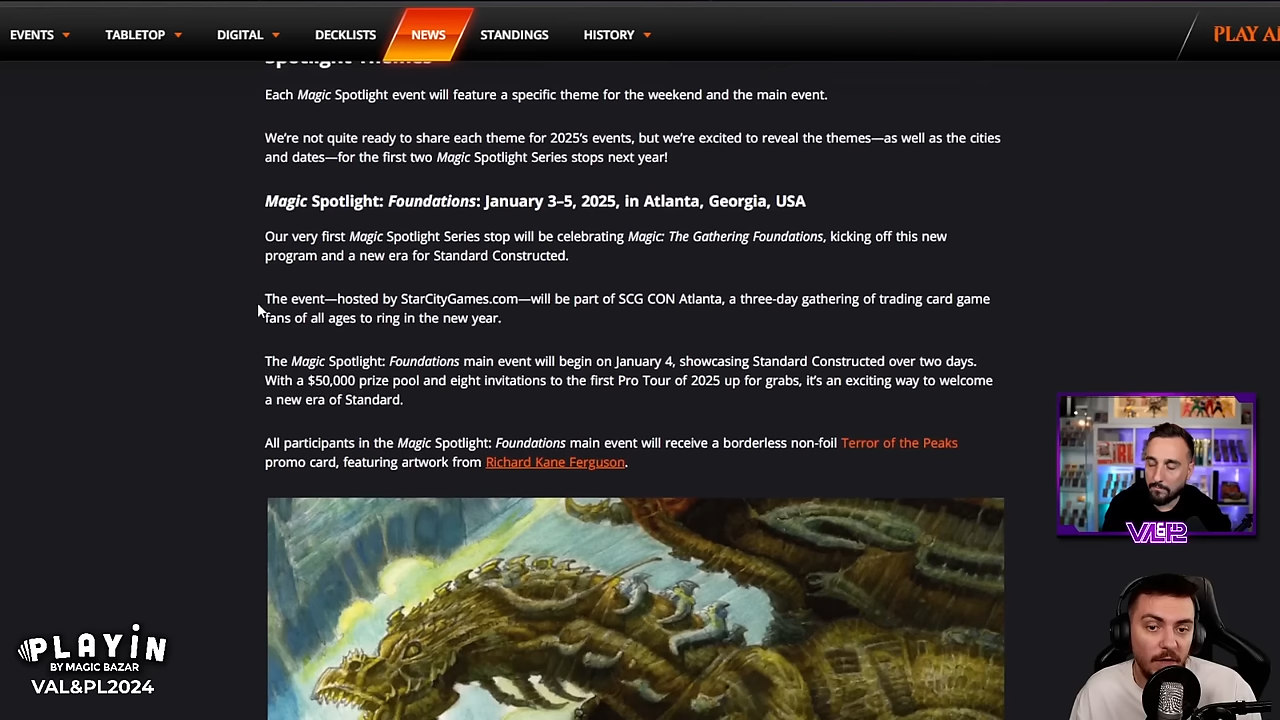 EVENTS TABLETOP DIGITAL DECKLISTS NEWS STANDINGS HISTORY PLAY
Spotlight Themes
Each Magic Spotlight event will feature a specific theme for the weekend and the main event.
We're not quite ready to share each theme for 2025's events, but we're excited to reveal the themes—as well as the cities
and dates—for the first two Magic Spotlight Series stops next year!
Magic Spotlight: Foundations: January 3–5, 2025, in Atlanta, Georgia, USA
Our very first Magic Spotlight Series stop will be celebrating Magic: The Gathering Foundations, kicking off this new
program and a new era for Standard Constructed.
The event—hosted by StarCityGames.com—will be part of SCG CON Atlanta, a three-day gathering of trading card game
fans of all ages to ring in the new year.
The Magic Spotlight: Foundations main event will begin on January 4, showcasing Standard Constructed over two days.
With a $50,000 prize pool and eight invitations to the first Pro Tour of 2025 up for grabs, it's an exciting way to welcome
a new era of Standard.
All participants in the Magic Spotlight: Foundations main event will receive a borderless non-foil Terror of the Peaks
promo card, featuring artwork from Richard Kane Ferguson.
VAL&PL
PLAYIN
BY MAGIC BAZAR
VAL&PL2024